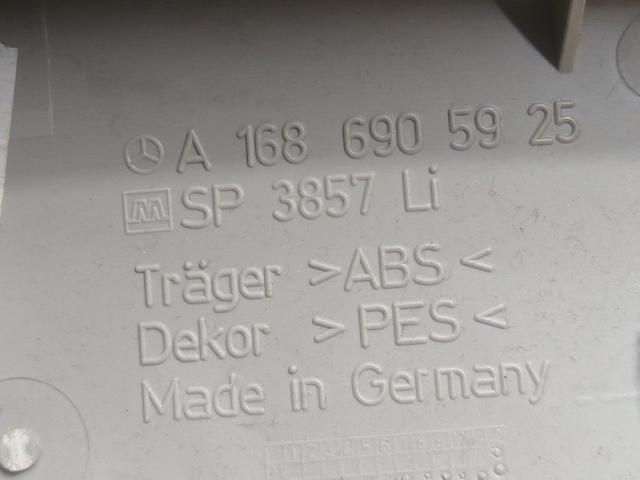 A 168 690 59 25
SP 3857 Li
Träger >ABS<
Dekor >PES<
Made in Germany